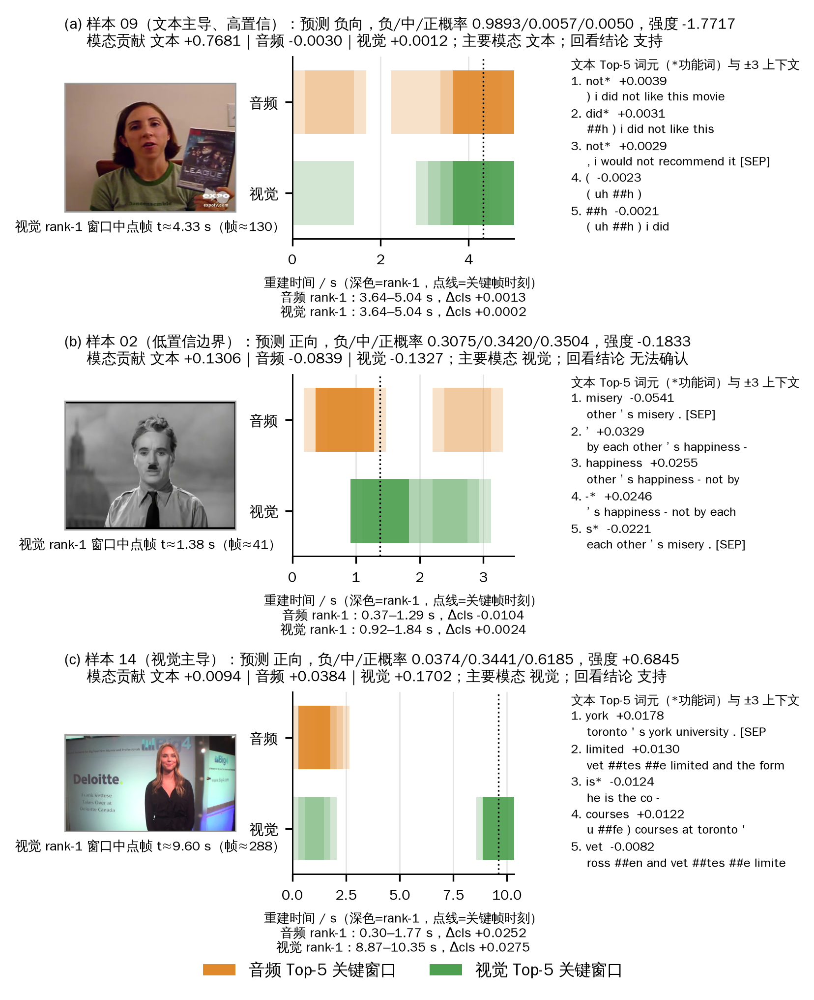 (a) 样本 09（文本主导、高置信）：预测 负向，负/中/正概率 0.9893/0.0057/0.0050，强度 -1.7717
模态贡献 文本 +0.7681 | 音频 -0.0030 | 视觉 +0.0012；主要模态 文本；回看结论 支持
LEAGUE
Dancensemble
expo
expotv.com
视觉 rank-1 窗口中点帧 t≈4.33 s（帧≈130）
音频
视觉
0 2 4
重建时间 / s（深色=rank-1，点线=关键帧时刻）
音频 rank-1：3.64–5.04 s，Δcls +0.0013
视觉 rank-1：3.64–5.04 s，Δcls +0.0002
文本 Top-5 词元（*功能词）与 ±3 上下文
1. not* +0.0039
) i did not like this movie
2. did* +0.0031
##h ) i did not like this
3. not* +0.0029
, i would not recommend it [SEP]
4. ( -0.0023
( uh ##h )
5. ##h -0.0021
( uh ##h ) i did
(b) 样本 02（低置信边界）：预测 正向，负/中/正概率 0.3075/0.3420/0.3504，强度 -0.1833
模态贡献 文本 +0.1306 | 音频 -0.0839 | 视觉 -0.1327；主要模态 视觉；回看结论 无法确认
视觉 rank-1 窗口中点帧 t≈1.38 s（帧≈41）
音频
视觉
0 1 2 3
重建时间 / s（深色=rank-1，点线=关键帧时刻）
音频 rank-1：0.37–1.29 s，Δcls -0.0104
视觉 rank-1：0.92–1.84 s，Δcls +0.0024
文本 Top-5 词元（*功能词）与 ±3 上下文
1. misery -0.0541
other ’ s misery . [SEP]
2. ’ +0.0329
by each other ’ s happiness -
3. happiness +0.0255
other ’ s happiness - not by
4. -* +0.0246
’ s happiness - not by each
5. s* -0.0221
each other ’ s misery . [SEP]
(c) 样本 14（视觉主导）：预测 正向，负/中/正概率 0.0374/0.3441/0.6185，强度 +0.6845
模态贡献 文本 +0.0094 | 音频 +0.0384 | 视觉 +0.1702；主要模态 视觉；回看结论 支持
Big4
Network for Big Four Firm Alumni and Professionals
Big4
www.big4.com
Deloitte.
Frank Vettese
Takes Over at
Deloitte Canada
视觉 rank-1 窗口中点帧 t≈9.60 s（帧≈288）
音频
视觉
0.0 2.5 5.0 7.5 10.0
重建时间 / s（深色=rank-1，点线=关键帧时刻）
音频 rank-1：0.30–1.77 s，Δcls +0.0252
视觉 rank-1：8.87–10.35 s，Δcls +0.0275
文本 Top-5 词元（*功能词）与 ±3 上下文
1. york +0.0178
toronto ' s york university . [SEP
2. limited +0.0130
vet ##tes ##e limited and the form
3. is* -0.0124
he is the co -
4. courses +0.0122
u ##fe ) courses at toronto '
5. vet -0.0082
ross ##en and vet ##tes ##e limite
音频 Top-5 关键窗口
视觉 Top-5 关键窗口